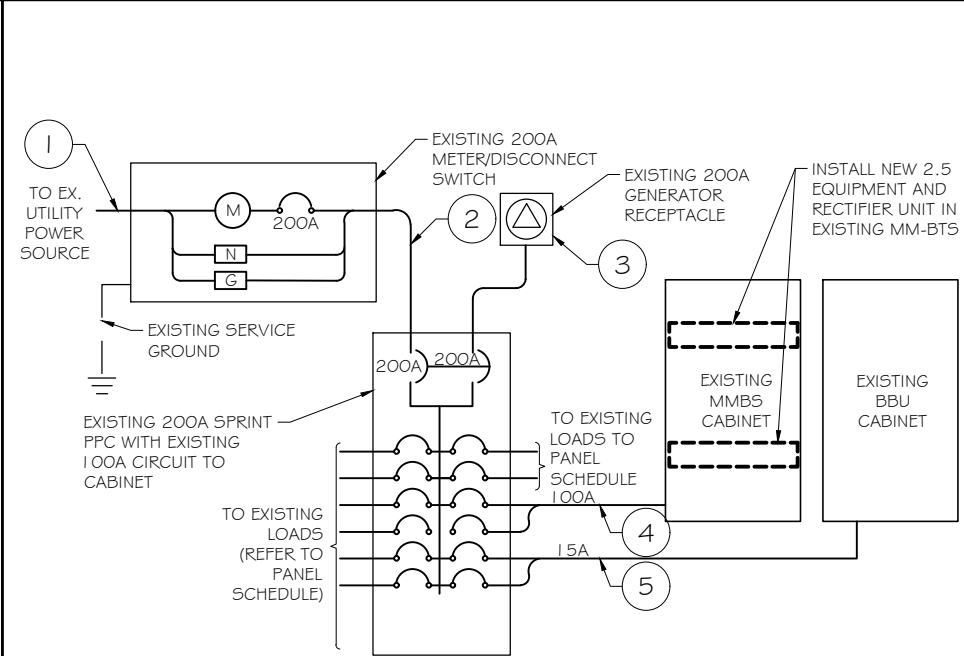 1
TO EX.
UTILITY
POWER
SOURCE
M
200A
N
G
EXISTING 200A
METER/DISCONNECT
SWITCH
2
EXISTING 200A
GENERATOR
RECEPTACLE
3
INSTALL NEW 2.5
EQUIPMENT AND
RECTIFIER UNIT IN
EXISTING MM-BTS
EXISTING SERVICE
GROUND
200A
200A
EXISTING 200A SPRINT
PPC WITH EXISTING
100A CIRCUIT TO
CABINET
TO EXISTING
LOADS TO
PANEL
SCHEDULE
100A
EXISTING
MMBS
CABINET
EXISTING
BBU
CABINET
TO EXISTING
LOADS
(REFER TO
PANEL
SCHEDULE)
4
15A
5